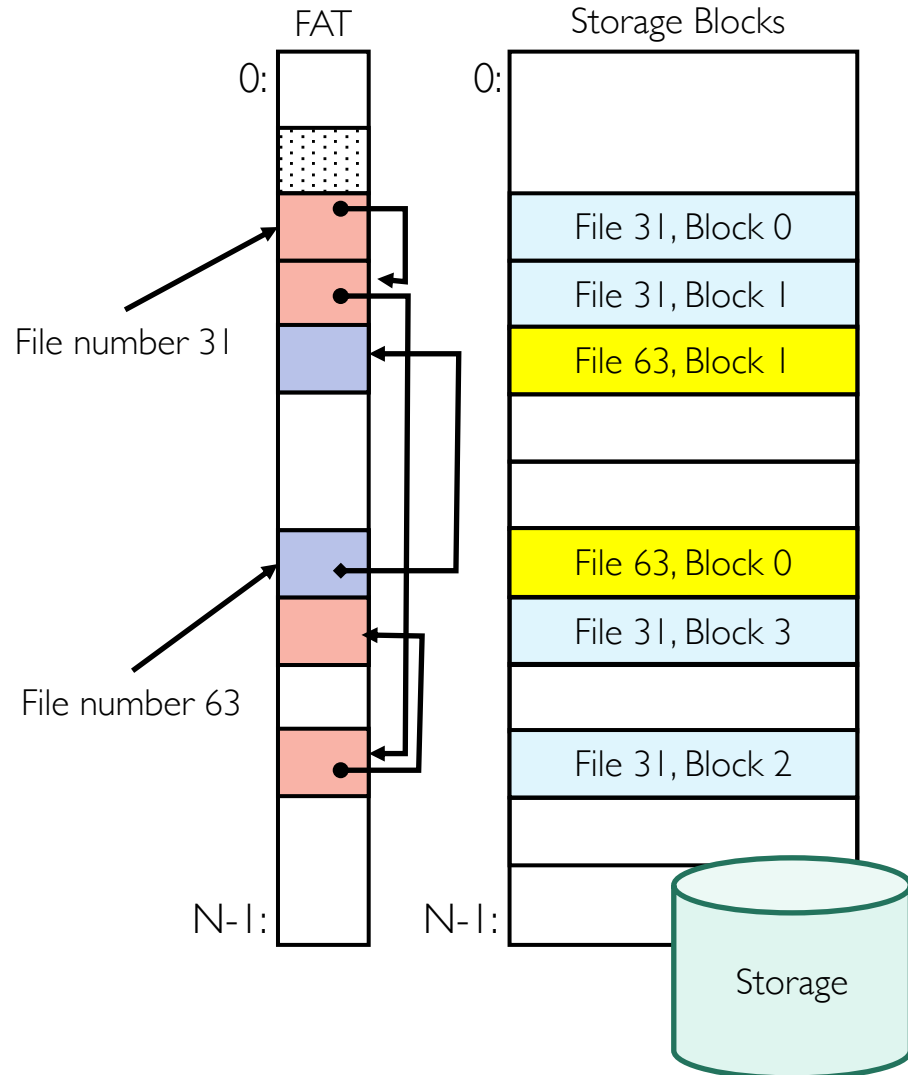 FAT
Storage Blocks
0:
0:
File 31, Block 0
File 31, Block 1
File number 31
File 63, Block 1
File 63, Block 0
File 31, Block 3
File number 63
File 31, Block 2
N-1:
N-1:
Storage